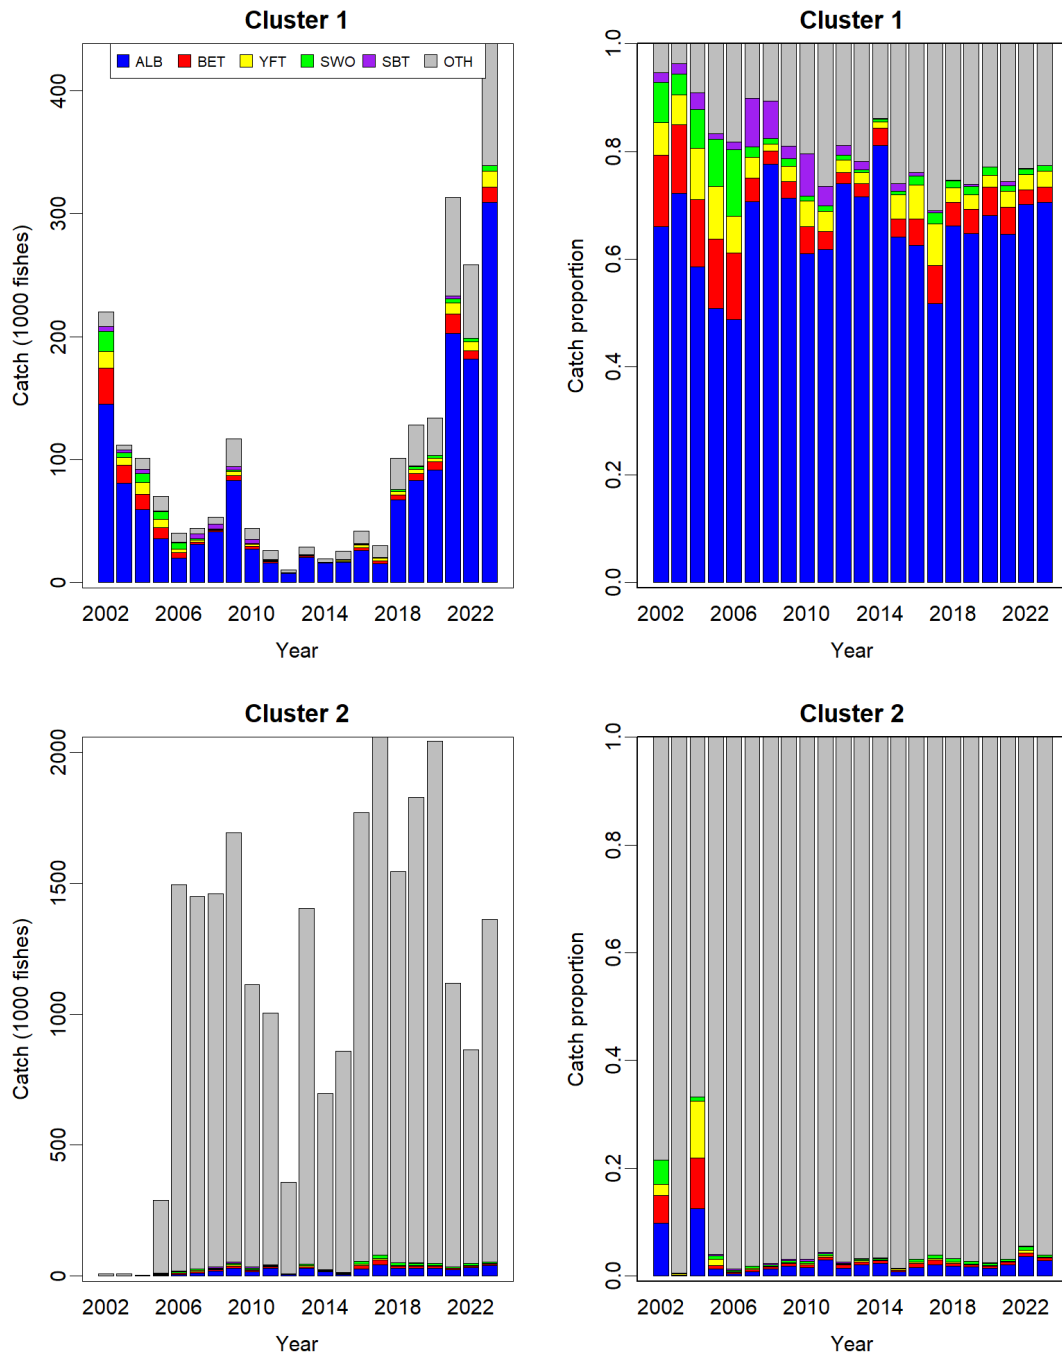 Cluster 1
ALB BET YFT SWO SBT OTH
Catch (1000 fishes)
0 100 200 300 400
2002 2006 2010 2014 2018 2022
Year
Cluster 1
Catch proportion
0.0 0.2 0.4 0.6 0.8 1.0
2002 2006 2010 2014 2018 2022
Year
Cluster 2
Catch (1000 fishes)
0 500 1000 1500 2000
2002 2006 2010 2014 2018 2022
Year
Cluster 2
Catch proportion
0.0 0.2 0.4 0.6 0.8 1.0
2002 2006 2010 2014 2018 2022
Year